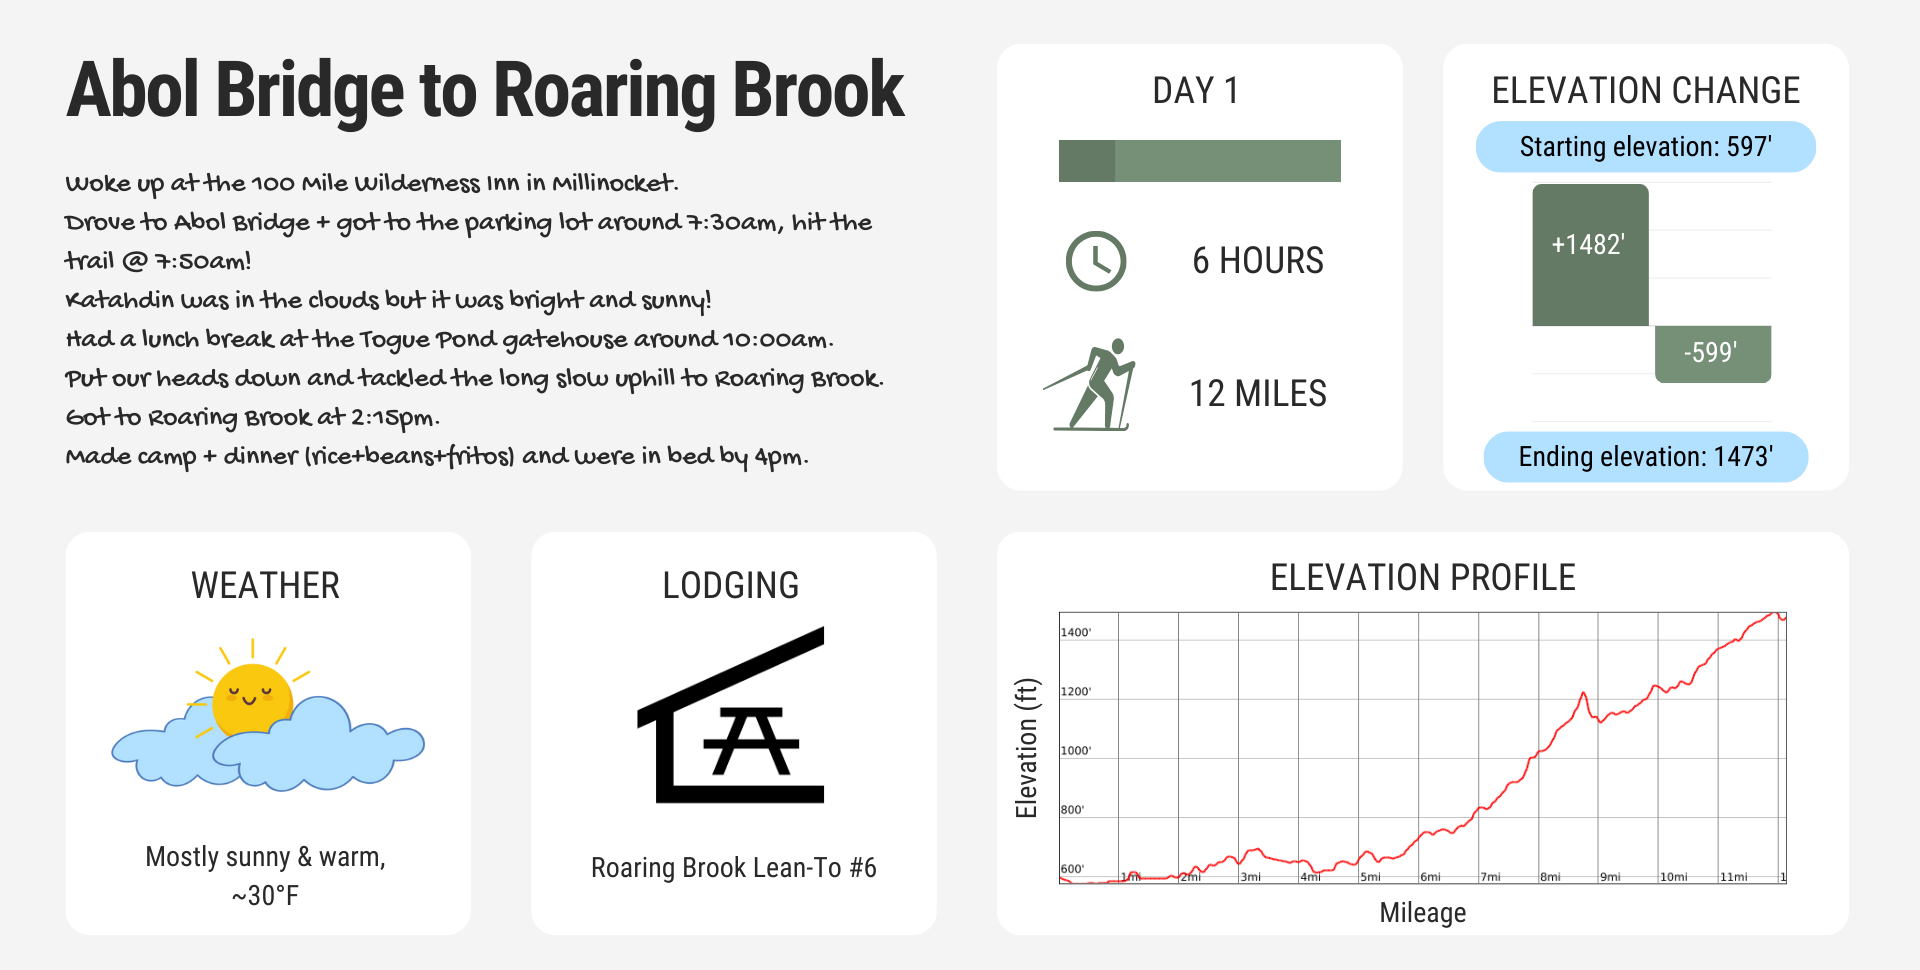 Abol Bridge to Roaring Brook
Woke up at the 100 Mile Wilderness Inn in Millinocket.
Drove to Abol Bridge + got to the parking lot around 7:30am, hit the
trail @ 7:50am!
Katahdin was in the clouds but it was bright and sunny!
Had a lunch break at the Togue Pond gatehouse around 10:00am.
Put our heads down and tackled the long slow uphill to Roaring Brook.
Got to Roaring Brook at 2:15pm.
Made camp + dinner (rice+beans+fritos) and were in bed by 4pm.
DAY 1
6 HOURS
12 MILES
ELEVATION CHANGE
Starting elevation: 597'
+1482'
-599'
Ending elevation: 1473'
WEATHER
Mostly sunny & warm,
~30°F
LODGING
Roaring Brook Lean-To #6
ELEVATION PROFILE
Elevation (ft)
1400'
1200'
1000'
800'
600'
1mi 2mi 3mi 4mi 5mi 6mi 7mi 8mi 9mi 10mi 11mi 1
Mileage